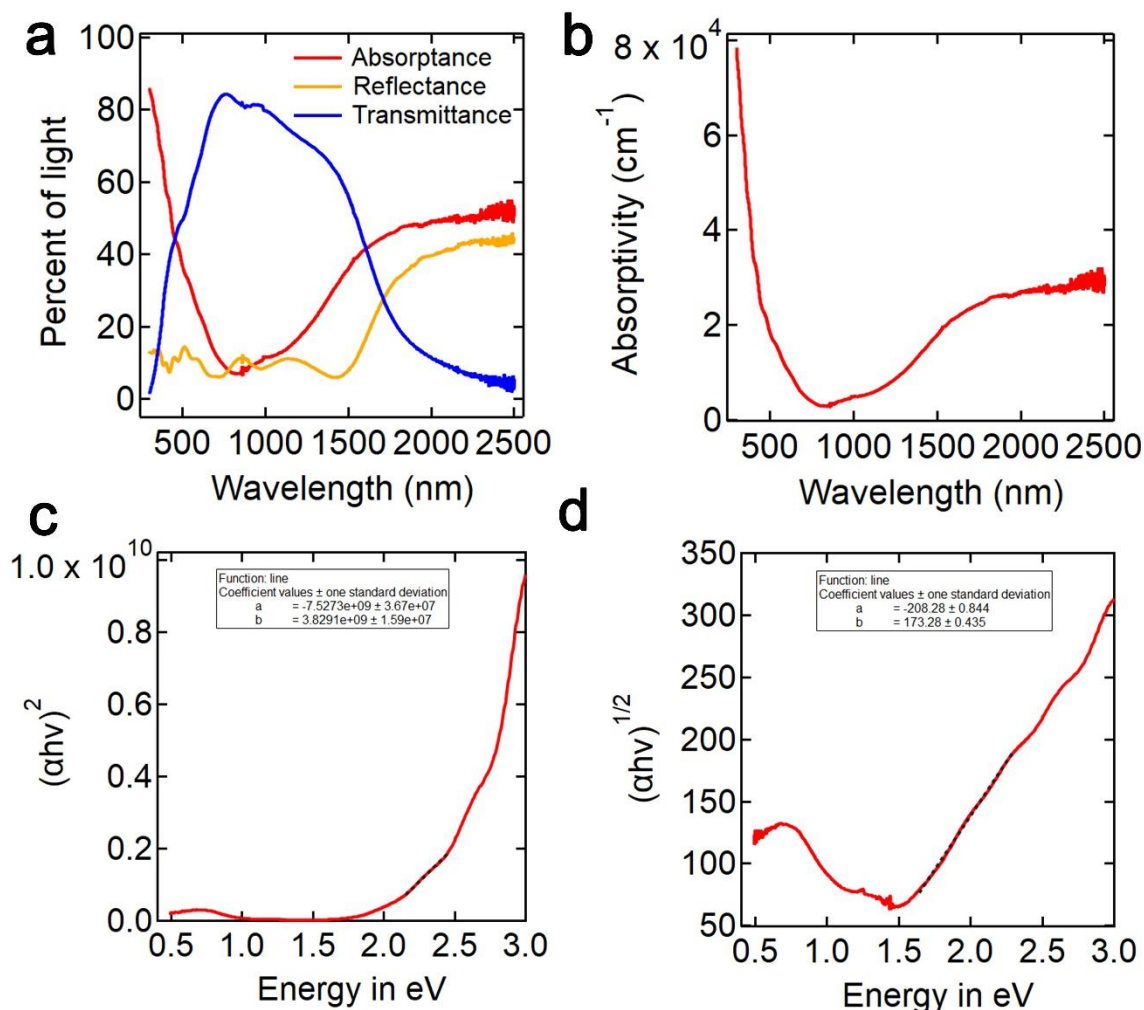 a
100
80
60
40
20
0
Percent of light
Absorptance
Reflectance
Transmittance
500 1000 1500 2000 2500
Wavelength (nm)
b
8 x 10⁴
6
4
2
0
Absorptivity (cm⁻¹)
500 1000 1500 2000 2500
Wavelength (nm)
c
1.0 x 10¹⁰
0.8
0.6
0.4
0.2
0.0
(αhv)²
Function: line
Coefficient values ± one standard deviation
a = -7.5273e+09 ± 3.67e+07
b = 3.8291e+09 ± 1.59e+07
0.5 1.0 1.5 2.0 2.5 3.0
Energy in eV
d
350
300
250
200
150
100
50
(αhv)¹/²
Function: line
Coefficient values ± one standard deviation
a = -208.28 ± 0.844
b = 173.28 ± 0.435
0.5 1.0 1.5 2.0 2.5 3.0
Energy in eV